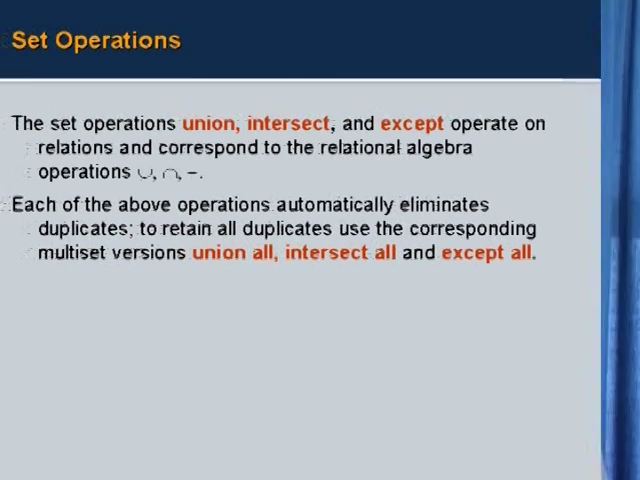 Set Operations
The set operations union, intersect, and except operate on
relations and correspond to the relational algebra
operations ∪, ∩, −.
Each of the above operations automatically eliminates
duplicates; to retain all duplicates use the corresponding
multiset versions union all, intersect all and except all.